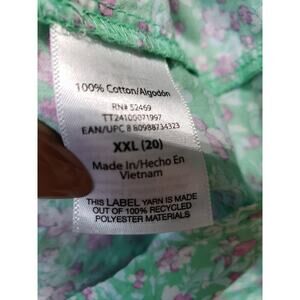 100% Cotton/Algodón
RN# 52469
TT24100071997
EAN/UPC 8 80988734323
XXL (20)
Made In/Hecho En
Vietnam
THIS LABEL YARN IS MADE
OUT OF 100% RECYCLED
POLYESTER MATERIALS